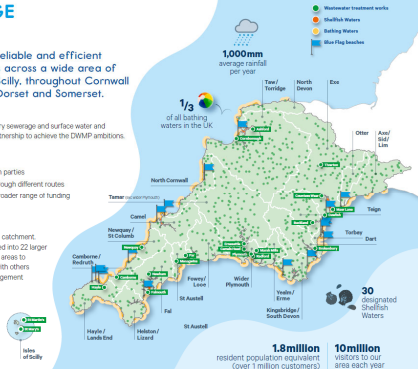 GE
eliable and efficient
across a wide area of
Scilly, throughout Cornwall
Dorset and Somerset.
ry sewerage and surface water and
tnership to achieve the DWMP ambitions.
n parties
rough different routes
roader range of funding
catchment,
ed into 22 larger
areas to
ith others
gement
Wastewater treatment works
Shellfish Waters
Bathing Waters
Blue Flag beaches
1,000mm
average rainfall
per year
1/3
of all bathing
waters in the UK
Taw /
Torridge
North
Devon
Exe
Otter
Axe/
Sid/
Lim
North Cornwall
Tamar
Camel
Newquay /
St Columb
Camborne /
Redruth
Teign
Torbay
Dart
Fowey/
Looe
Wider
Plymouth
Yealm /
Erme
Kingsbridge /
South Devon
St Austell
Fal
St Austell
Hayle /
Lands End
Helston/
Lizard
Isles
of Scilly
30
designated
Shellfish
Waters
1.8million
resident population equivalent
(over 1 million customers)
10million
visitors to our
area each year